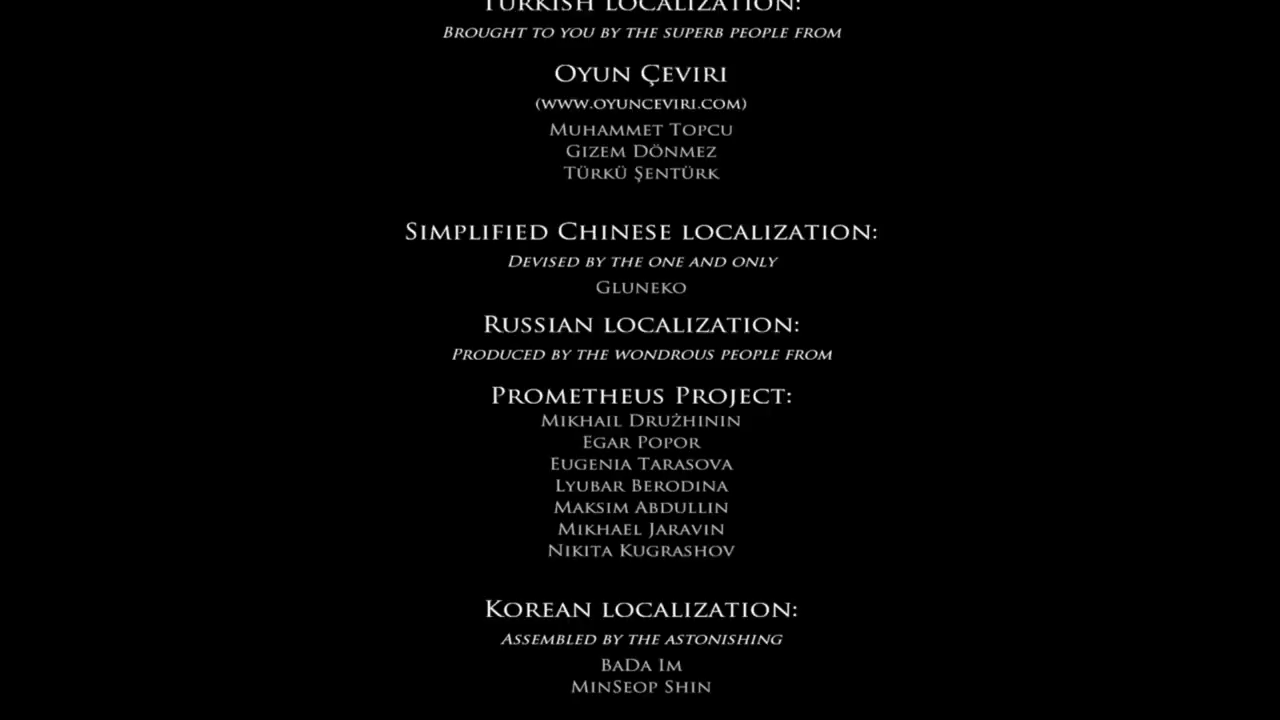 Turkish localization:
Brought to you by the superb people from
Oyun Çeviri
(www.oyunceviri.com)
Muhammet Topcu
Gizem Dönmez
Türkü Şentürk
Simplified Chinese localization:
Devised by the one and only
Gluneko
Russian localization:
Produced by the wondrous people from
Prometheus Project:
Mikhail Drużhinin
Egar Popor
Eugenia Tarasova
Lyubar Berodina
Maksim Abdullin
Mikhael Jaravin
Nikita Kugrashov
Korean localization:
Assembled by the astonishing
BaDa Im
MinSeop Shin